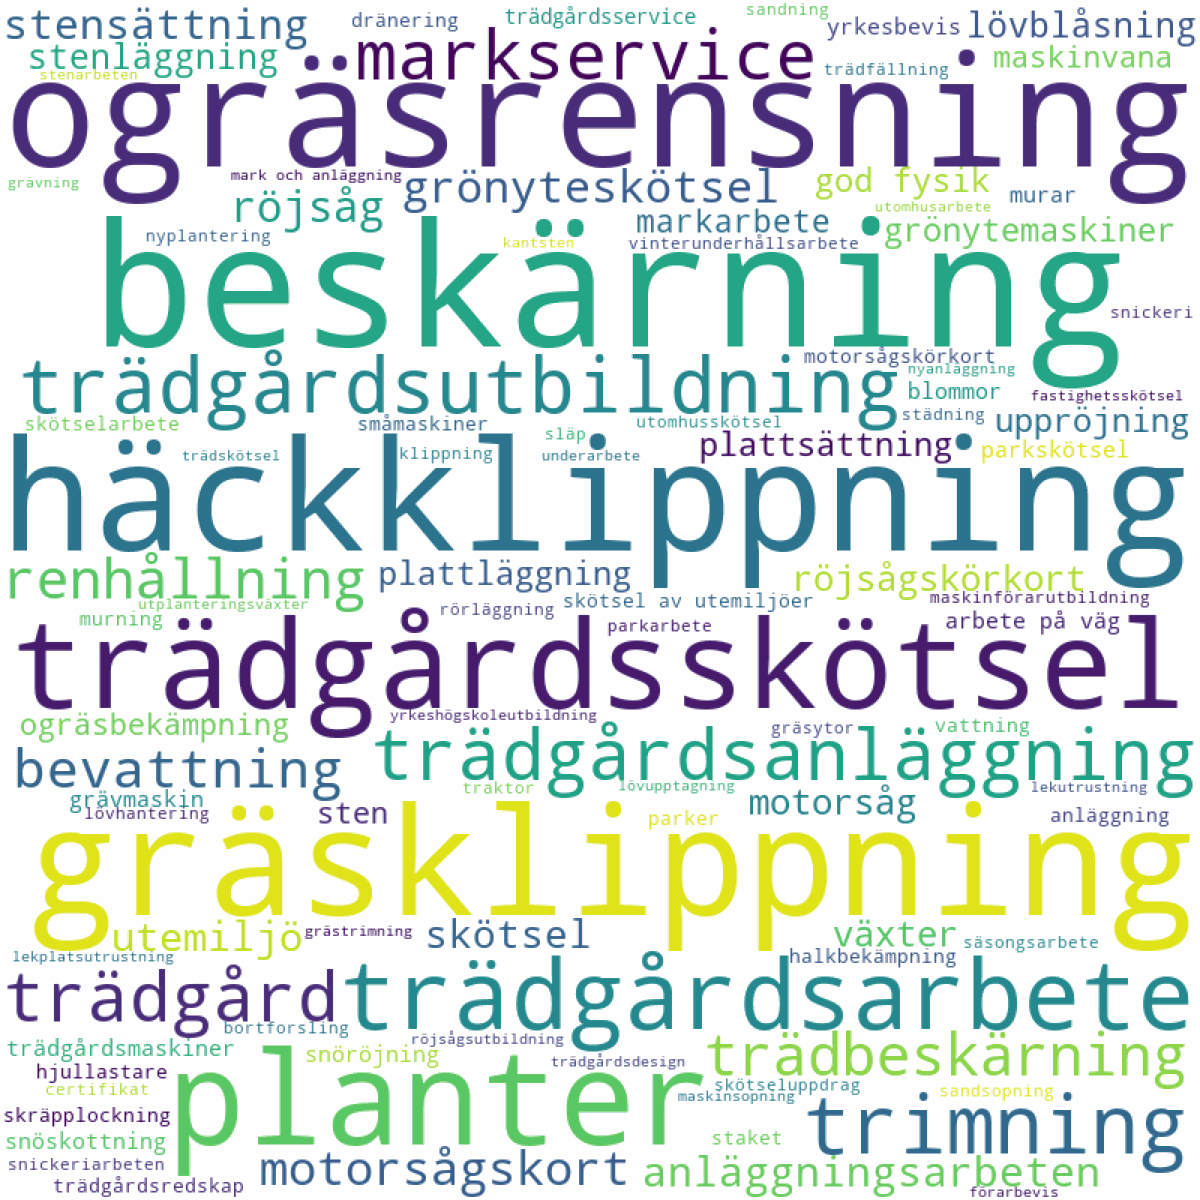 stensättning
dränering
trädgårdsservice
sandning
yrkesbevis
lövblåsning
stenläggning
markservice
maskinvana
stenarbeten
trädfällning
ogräsrensning
grävning
mark och anläggning
grönyteskötsel
god fysik
murar
röjsåg
markarbete
utomhusarbete
grönytemaskiner
nyplantering
kantsten
vinterunderhållsarbete
beskärning
snickeri
trädgårdsutbildning
motorsågskörkort
nyanläggning
blommor
fastighetsskötsel
skötselarbete
småmaskiner
utomhusskötsel
städning
uppröjning
släp
plattsättning
parkskötsel
trädskötsel
klippning
underarbete
häckklippning
renhållning
plattläggning
röjsågskörkort
utplanteringsväxter
rörläggning
skötsel av utemiljöer
maskinförarutbildning
murning
parkarbete
arbete på väg
trädgårdsskötsel
ogräsbekämpning
yrkeshögskoleutbildning
gräsytor
vattning
bevattning
trädgårdsanläggning
grävmaskin
traktor
lövupptagning
motorsåg
lekutrustning
lövhantering
sten
parker
anläggning
gräsklippning
utemiljö
grästrimning
skötsel
växter
säsongsarbete
lekplatsutrustning
halkbekämpning
trädgård
trädgårdsarbete
bortforsling
röjsågsutbildning
trädgårdsmaskiner
snöröjning
trädgårdsdesign
trädbeskärning
hjullastare
certifikat
planter
skötseluppdrag
maskinsopning
sandsopning
skräpplockning
trimning
snöskottning
staket
snickeriarbeten
motorsågskort
anläggningsarbeten
trädgårdsredskap
förarbevis